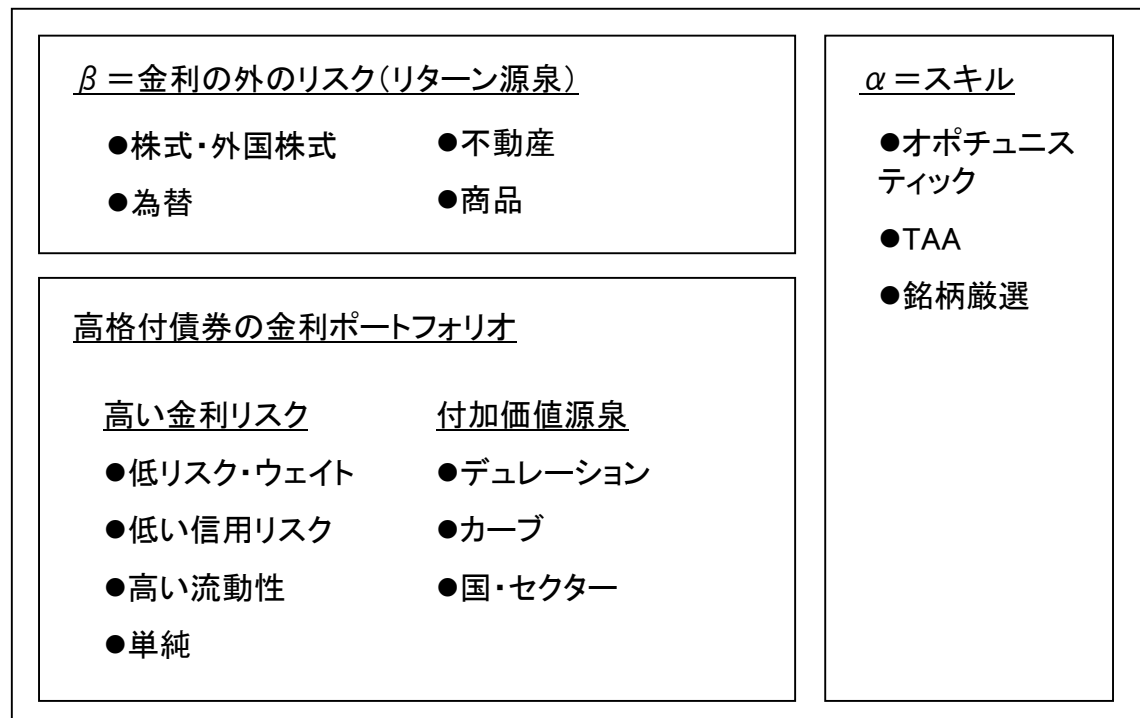 β=金利の外のリスク(リターン源泉)
●株式・外国株式
●不動産
●為替
●商品
高格付債券の金利ポートフォリオ
高い金利リスク
付加価値源泉
●低リスク・ウェイト
●デュレーション
●低い信用リスク
●カーブ
●高い流動性
●国・セクター
●単純
α=スキル
●オポチュニス
ティック
●TAA
●銘柄厳選